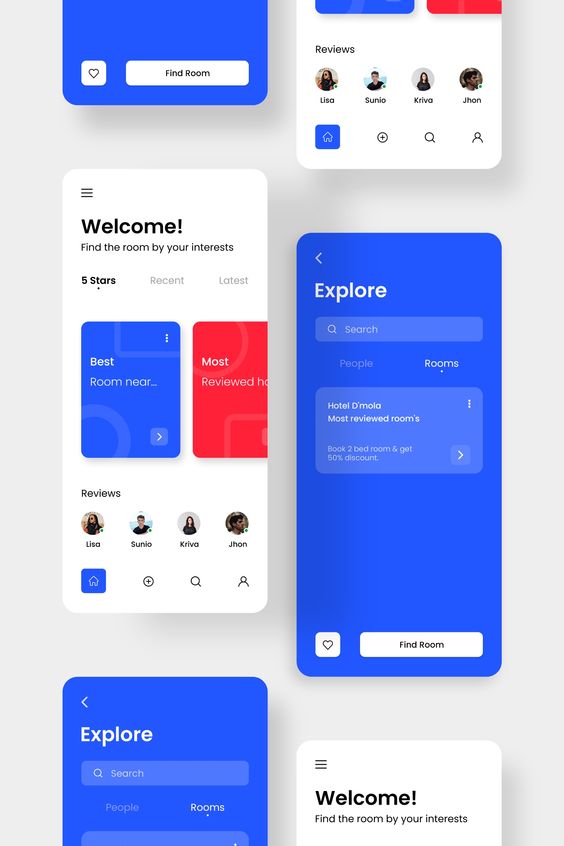 Find Room
Reviews
Lisa
Sunio
Kriva
Jhon
Welcome!
Find the room by your interests
5 Stars
Recent
Latest
Best
Room near...
Most
Reviewed ho
Reviews
Lisa
Sunio
Kriva
Jhon
Explore
Search
People
Rooms
Hotel D'mola
Most reviewed room's
Book 2 bed room & get
50% discount.
Find Room
Explore
Search
People
Rooms
Welcome!
Find the room by your interests